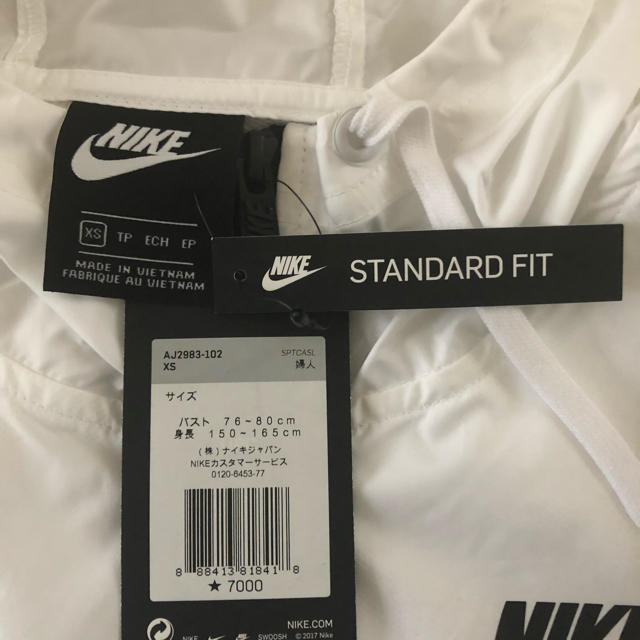 NIKE
XS TP ECH EP
MADE IN VIETNAM
FABRIQUE AU VIETNAM
NIKE STANDARD FIT
AJ2983-102 SPTCASL
XS 婦人
サイズ
バスト 76~80cm
身長 150~165cm
(株)ナイキジャパン
NIKEカスタマーサービス
0120-6453-77
8 88413 81841 8
★7000
NIKE.COM
NIKE SWOOSH © 2017 Nike
NIKE